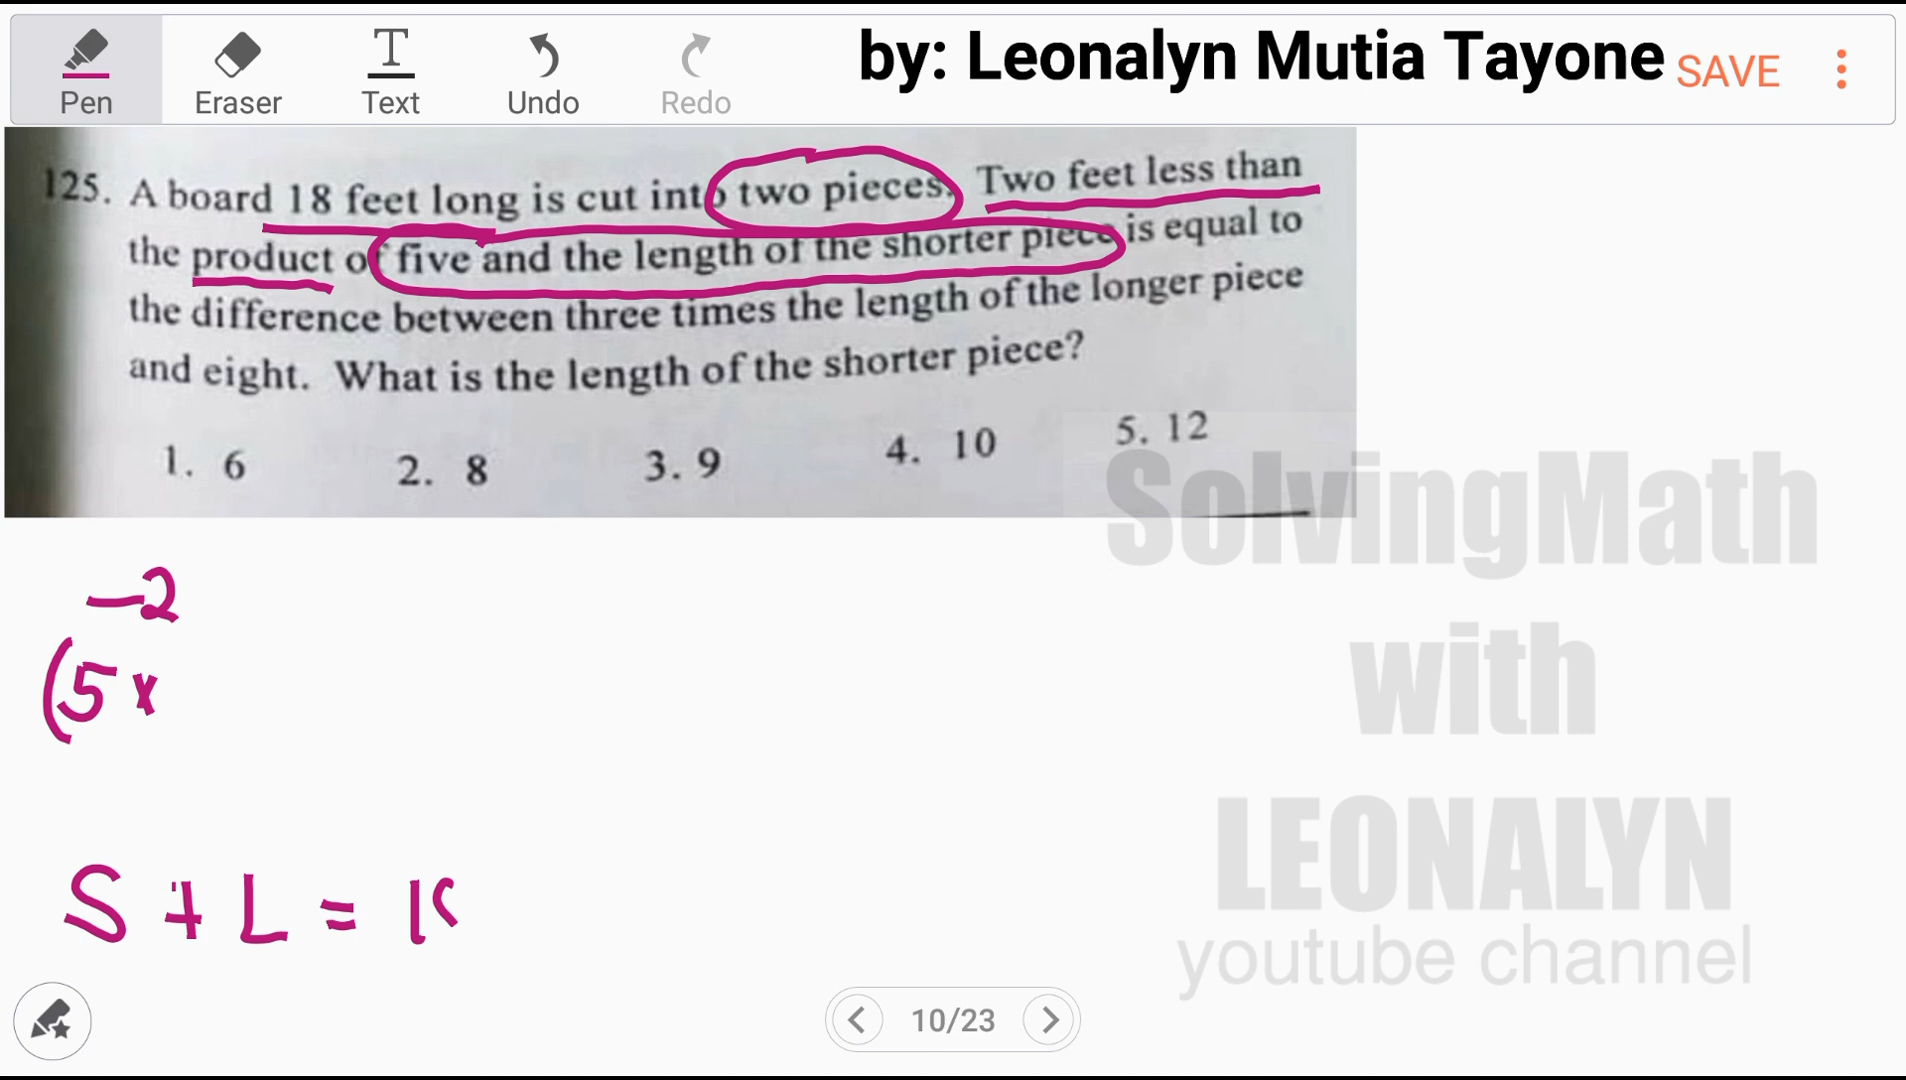 by: Leonalyn Mutia Tayone
SAVE
Pen
Eraser
Text
Undo
Redo
125. A board 18 feet long is cut into two pieces. Two feet less than
the product of five and the length of the shorter piece is equal to
the difference between three times the length of the longer piece
and eight. What is the length of the shorter piece?
1. 6
2. 8
3. 9
4. 10
5. 12
SolvingMath
with
LEONALYN
youtube channel
-2
(5 x
S + L =
10/23